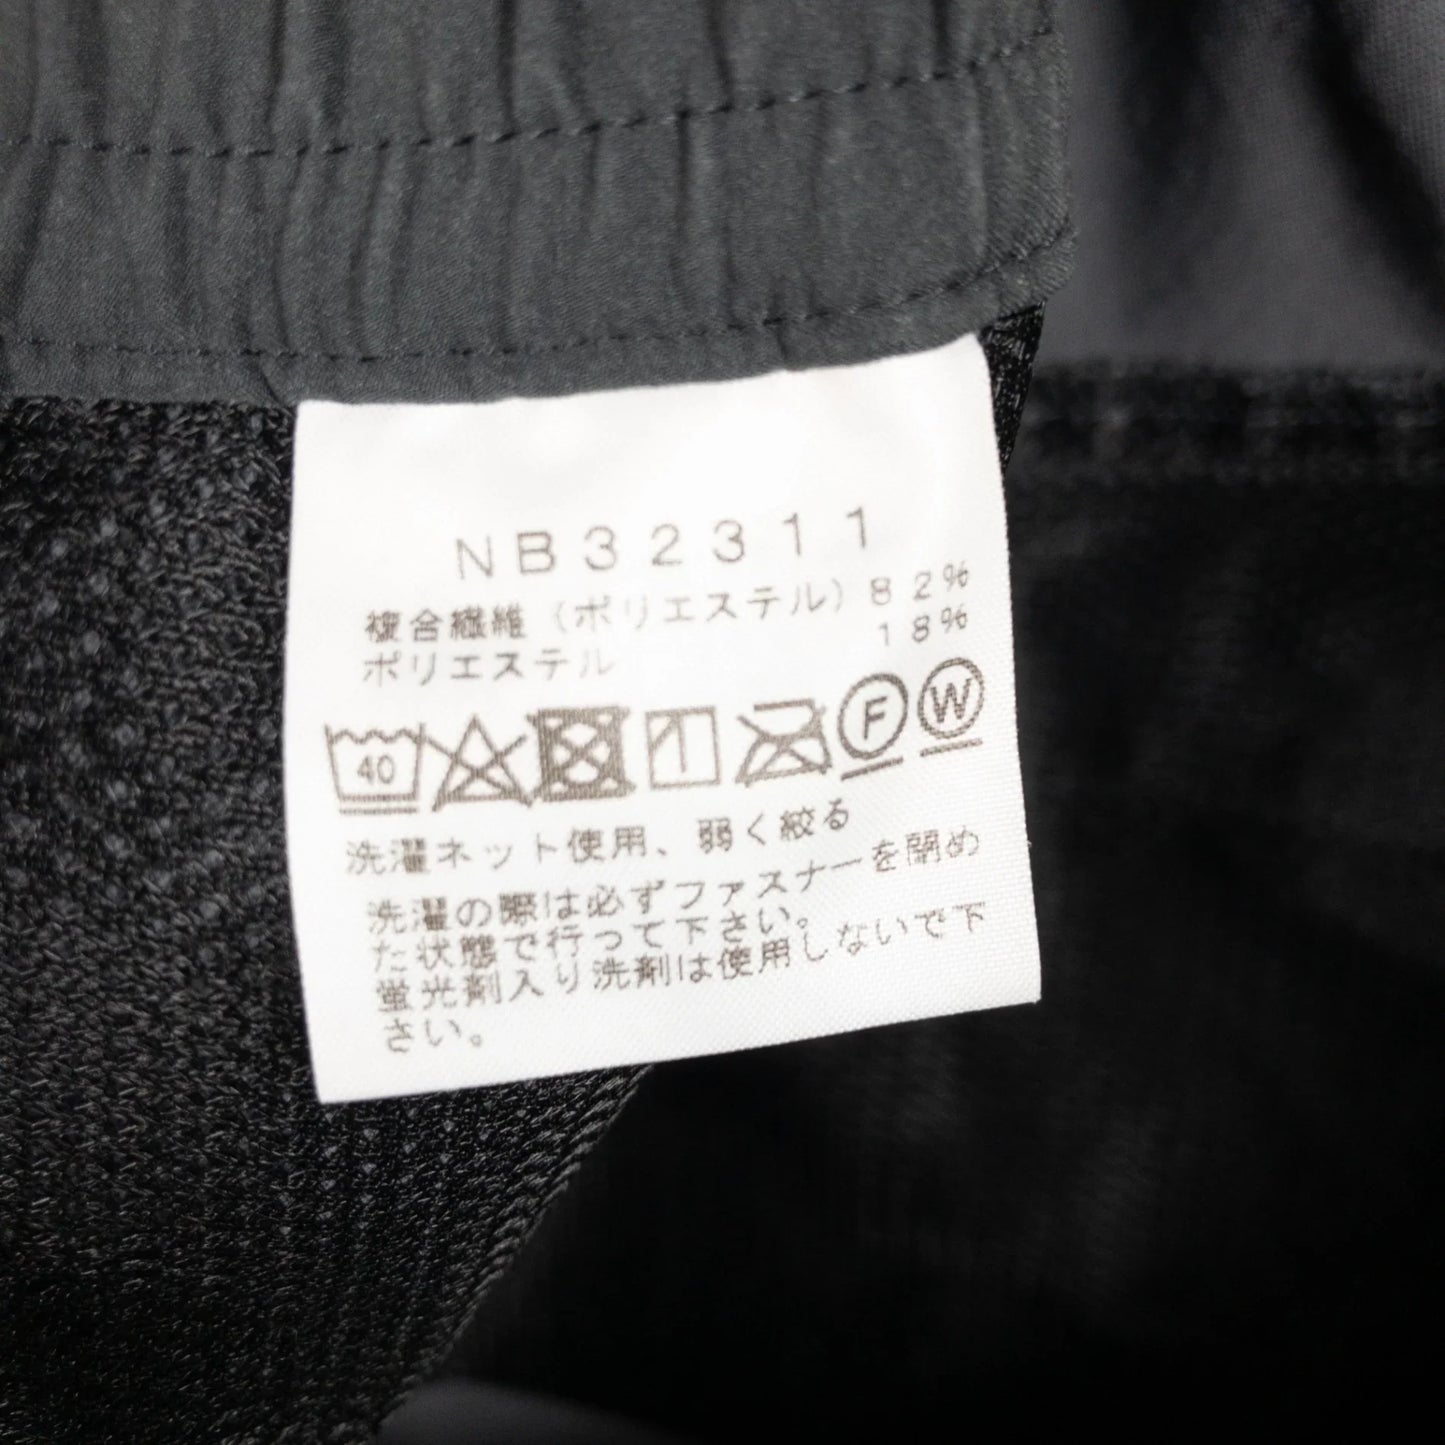 NB32311
複合繊維（ポリエステル）82%
ポリエステル 18%
40 F W
洗濯ネット使用、弱く絞る
洗濯の際は必ずファスナーを閉め
た状態で行って下さい。
蛍光剤入り洗剤は使用しないで下
さい。